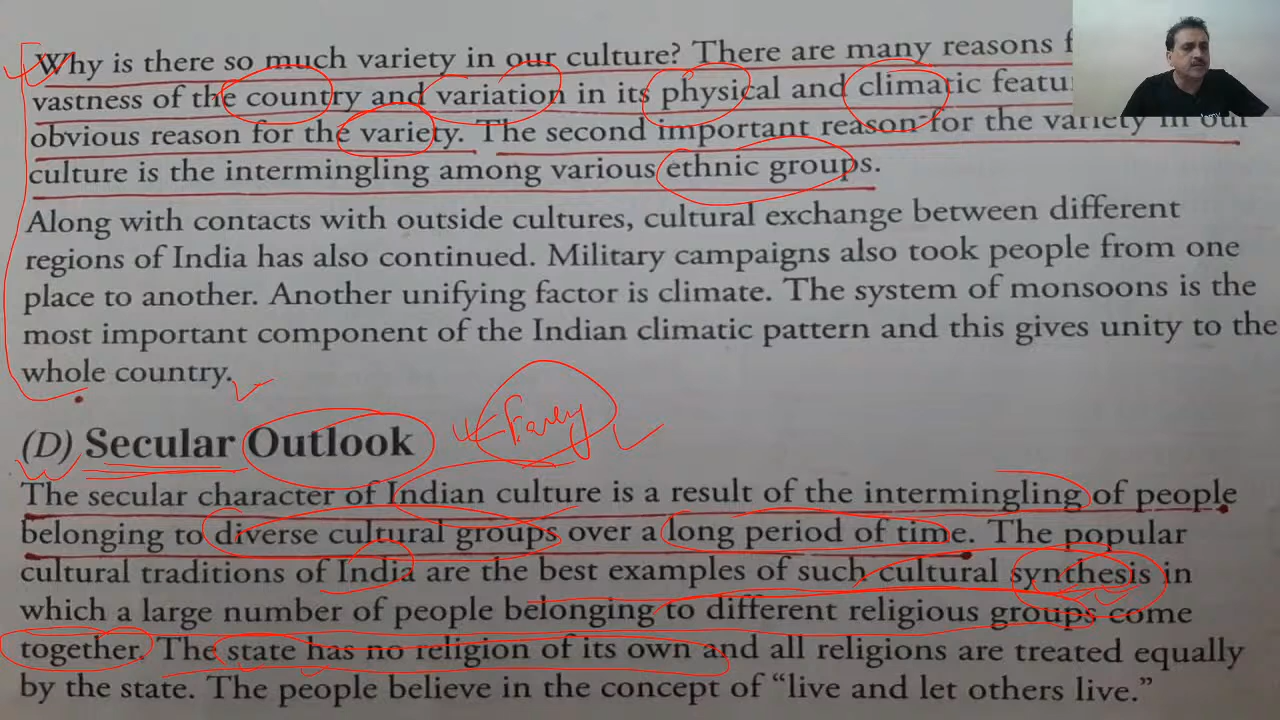 Why is there so much variety in our culture? There are many reasons
vastness of the country and variation in its physical and climatic
obvious reason for the variety. The second important reason for the variety in our
culture is the intermingling among various ethnic groups.
Along with contacts with outside cultures, cultural exchange between different
regions of India has also continued. Military campaigns also took people from one
place to another. Another unifying factor is climate. The system of monsoons is the
most important component of the Indian climatic pattern and this gives unity to the
whole country.
(D) Secular Outlook
The secular character of Indian culture is a result of the intermingling of people
belonging to diverse cultural groups over a long period of time. The popular
cultural traditions of India are the best examples of such cultural synthesis in
which a large number of people belonging to different religious groups come
together. The state has no religion of its own and all religions are treated equally
by the state. The people believe in the concept of “live and let others live.”